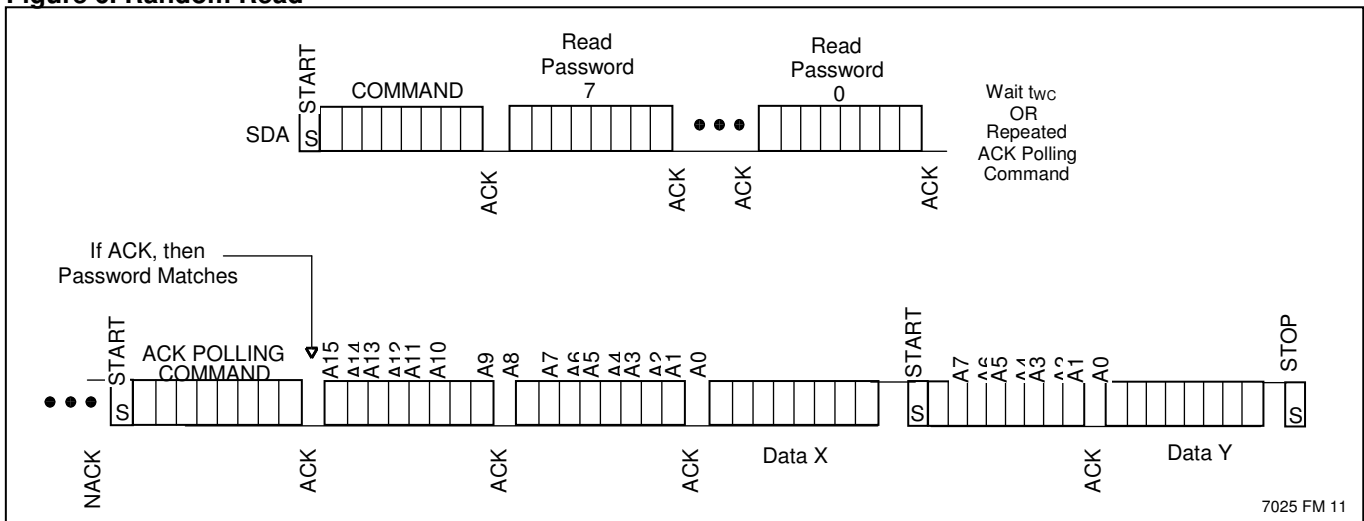 Figure 6. Random Read
START
COMMAND
Read
Password
7
Read
Password
0
Wait tWC
OR
Repeated
ACK Polling
Command
SDA
S
ACK
ACK
ACK
ACK
If ACK, then
Password Matches
START
ACK POLLING
COMMAND
A15
A14
A13
A12
A11
A10
A9
A8
A7
A6
A5
A4
A3
A2
A1
A0
START
A7
A6
A5
A4
A3
A2
A1
A0
STOP
S
S
S
NACK
ACK
ACK
ACK
Data X
ACK
Data Y
7025 FM 11